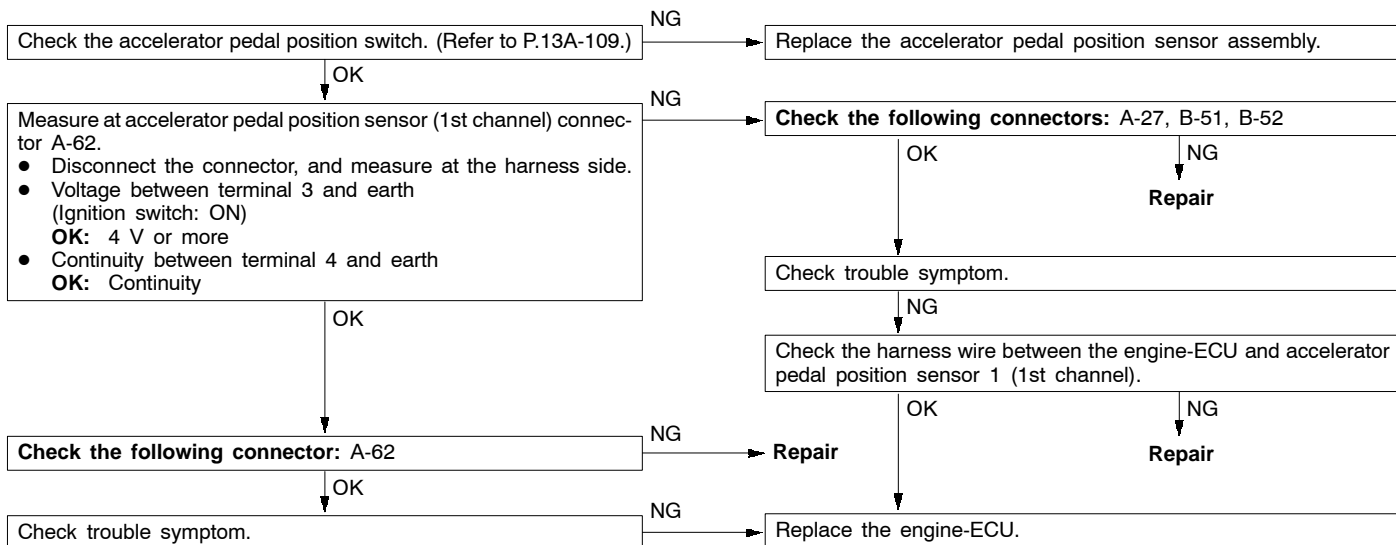 Check the accelerator pedal position switch. (Refer to P.13A-109.)
NG
Replace the accelerator pedal position sensor assembly.
OK
Measure at accelerator pedal position sensor (1st channel) connec-
tor A-62.
● Disconnect the connector, and measure at the harness side.
● Voltage between terminal 3 and earth
(Ignition switch: ON)
OK: 4 V or more
● Continuity between terminal 4 and earth
OK: Continuity
NG
Check the following connectors: A-27, B-51, B-52
OK
NG
Repair
Check trouble symptom.
NG
Check the harness wire between the engine-ECU and accelerator
pedal position sensor 1 (1st channel).
OK
NG
Repair
OK
Check the following connector: A-62
NG
Repair
OK
Check trouble symptom.
NG
Replace the engine-ECU.